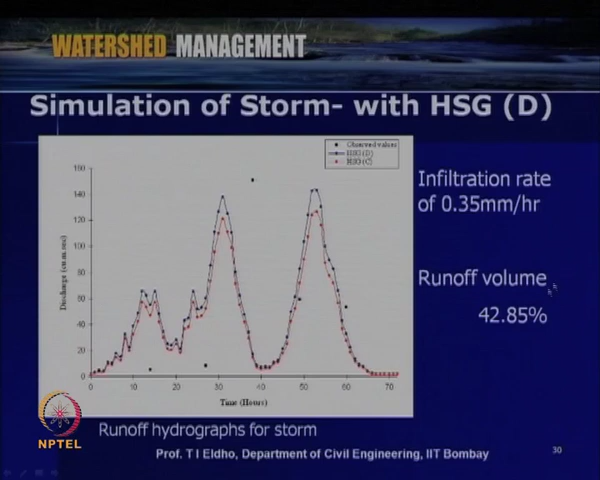 WATERSHED MANAGEMENT
Simulation of Storm- with HSG (D)
Observed values
HSG (D)
HSG (C)
160
140
120
100
80
60
40
20
0
Discharge (cumecs)
0 10 20 30 40 50 60 70
Time (Hours)
Infiltration rate
of 0.35mm/hr
Runoff volume
42.85%
Runoff hydrographs for storm
NPTEL
Prof. T I Eldho, Department of Civil Engineering, IIT Bombay
30